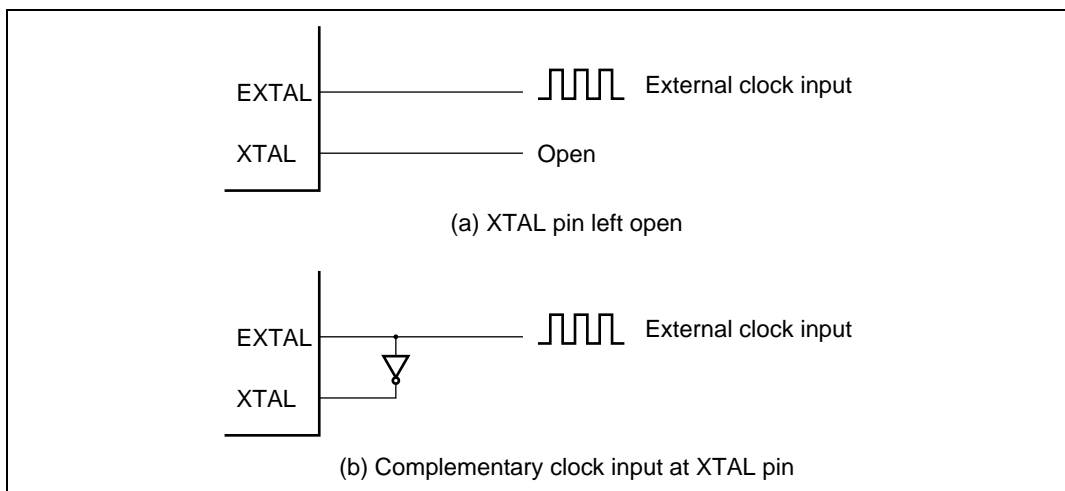 EXTAL
External clock input
XTAL
Open
(a) XTAL pin left open
EXTAL
External clock input
XTAL
(b) Complementary clock input at XTAL pin